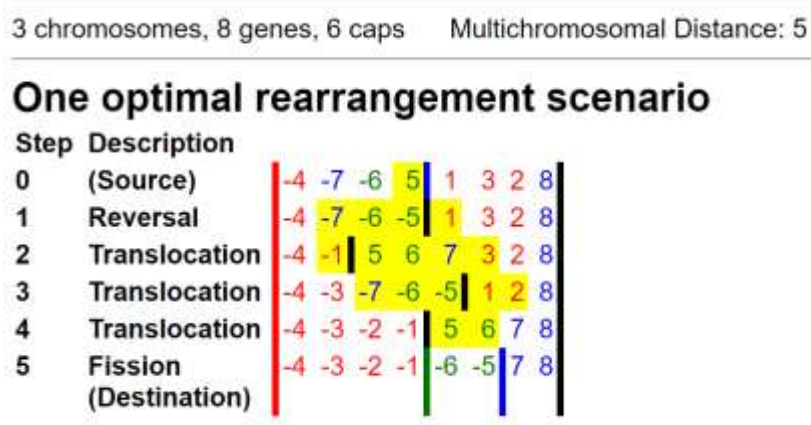 3 chromosomes, 8 genes, 6 caps Multichromosomal Distance: 5
One optimal rearrangement scenario
Step Description
0 (Source) -4 -7 -6 5 1 3 2 8
1 Reversal -4 -7 -6 -5 1 3 2 8
2 Translocation -4 -1 5 6 7 3 2 8
3 Translocation -4 -3 -7 -6 -5 1 2 8
4 Translocation -4 -3 -2 -1 5 6 7 8
5 Fission -4 -3 -2 -1 -6 -5 7 8
(Destination)